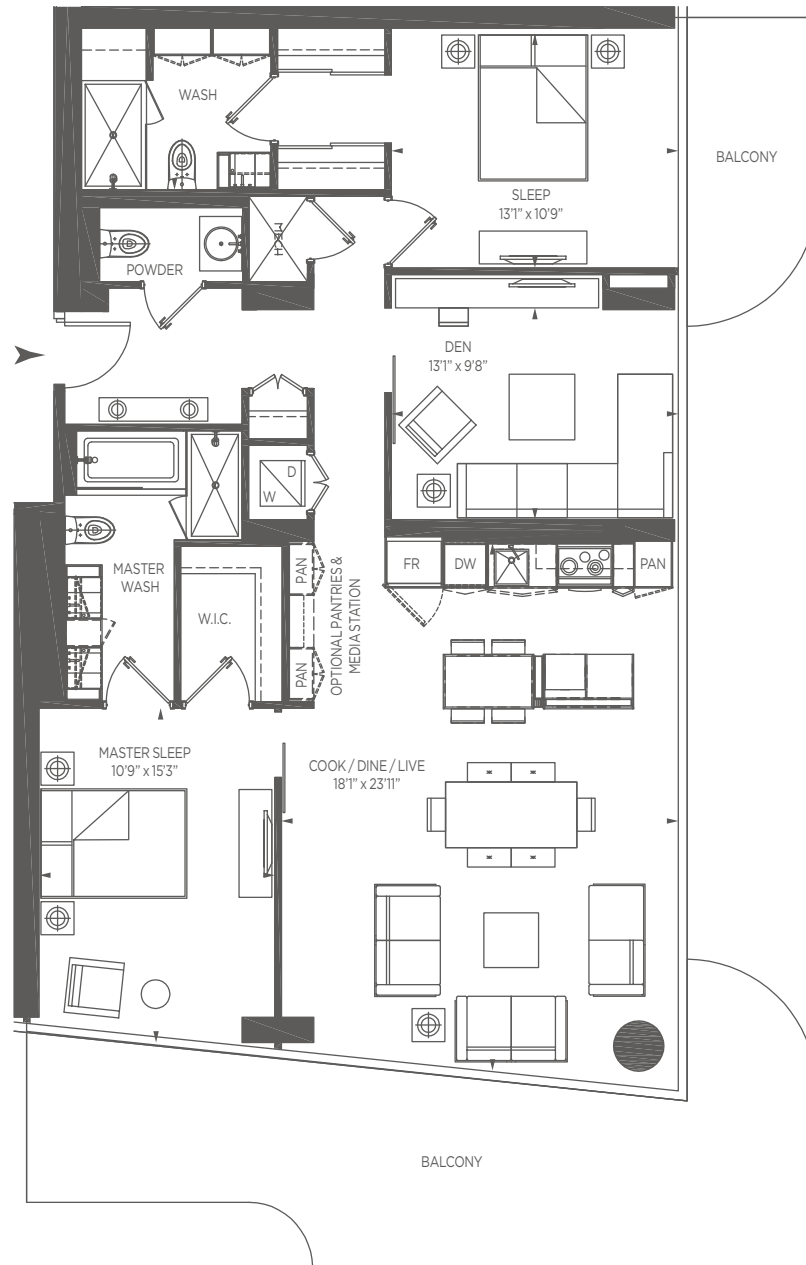 WASH
BALCONY
SLEEP
13'1" x 10'9"
MECH
POWDER
DEN
13'1" x 9'8"
D
W
MASTER
WASH
W.I.C.
PAN
PAN
OPTIONAL PANTRIES &
MEDIA STATION
FR
DW
PAN
MASTER SLEEP
10'9" x 15'3"
COOK / DINE / LIVE
18'1" x 23'11"
BALCONY